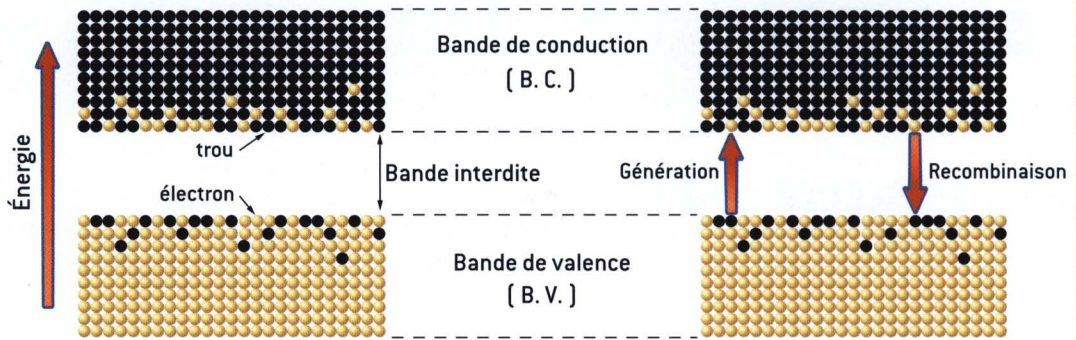 Énergie
Bande de conduction
( B. C. )
trou
Bande interdite
électron
Génération
Recombinaison
Bande de valence
( B. V. )